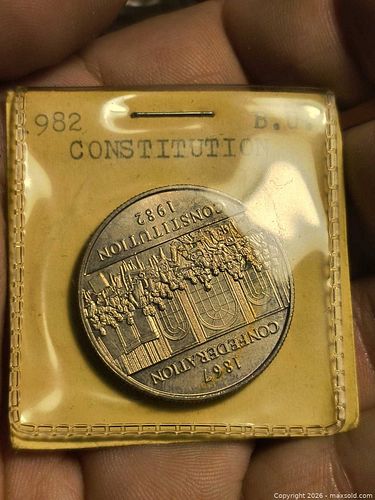 982 B.U.
CONSTITUTION
1867
CONFEDERATION
CONSTITUTION
1982
Copyright 2026 - maxsold.com